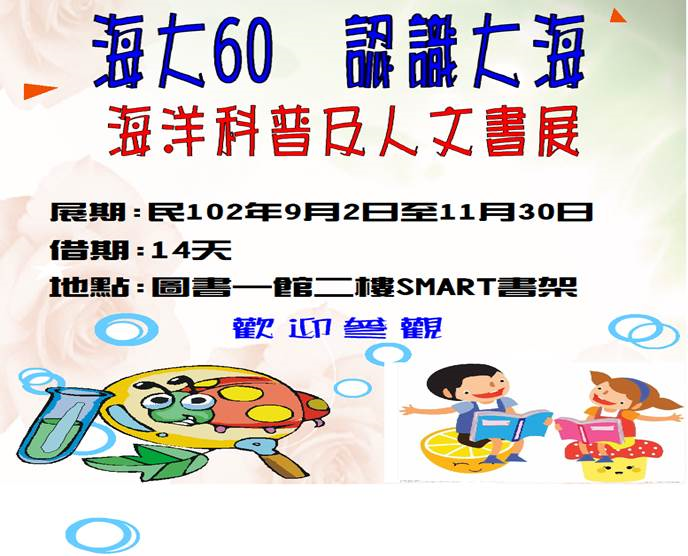 海大60 認識大海
海洋科普及人文書展
展期:民102年9月2日至11月30日
借期:14天
地點:圖書一館二樓SMART書架
歡迎參觀